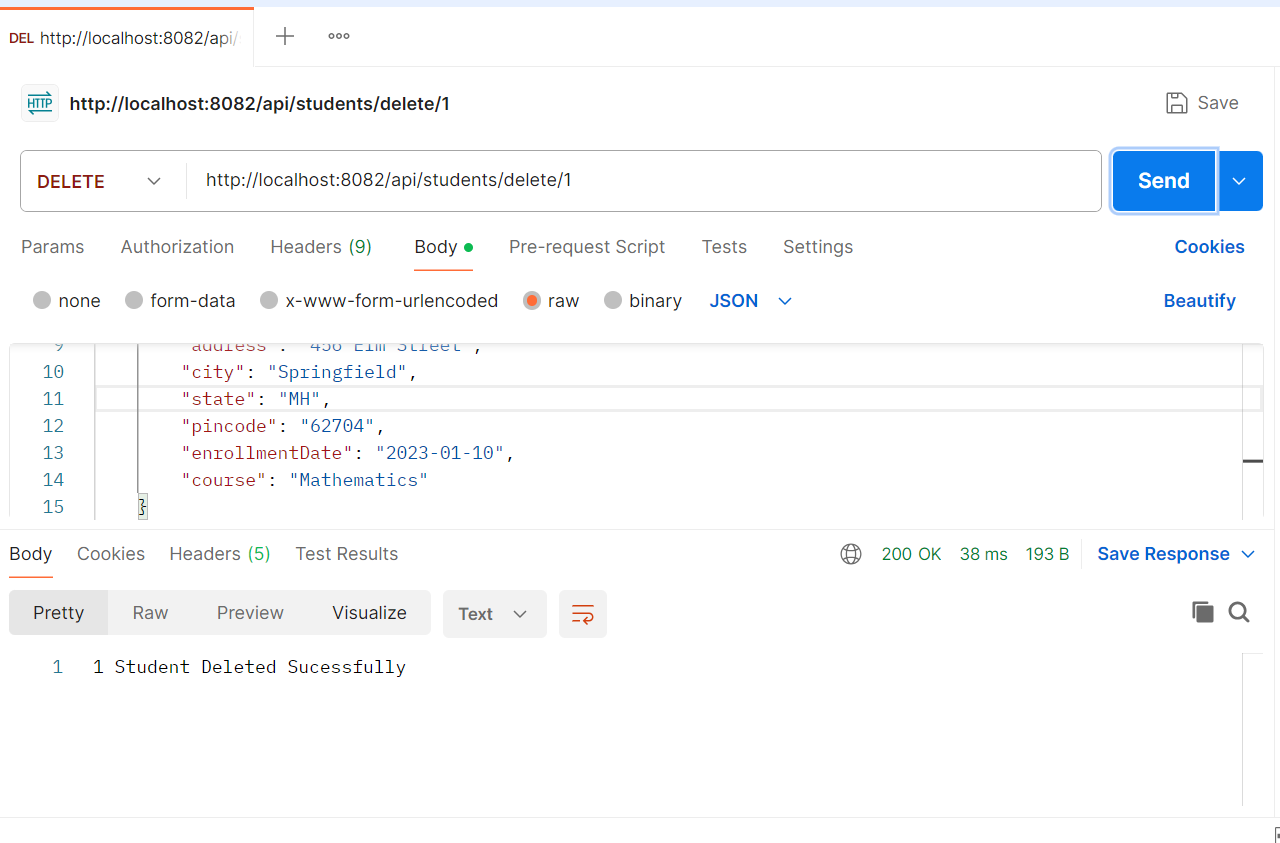 DEL http://localhost:8082/api/
http://localhost:8082/api/students/delete/1
Save
DELETE
http://localhost:8082/api/students/delete/1
Send
Params Authorization Headers (9) Body Pre-request Script Tests Settings Cookies
none form-data x-www-form-urlencoded raw binary JSON Beautify
9 "address": "456 Elm Street",
10 "city": "Springfield",
11 "state": "MH",
12 "pincode": "62704",
13 "enrollmentDate": "2023-01-10",
14 "course": "Mathematics"
15 }
Body Cookies Headers (5) Test Results 200 OK 38 ms 193 B Save Response
Pretty Raw Preview Visualize Text
1 1 Student Deleted Sucessfully